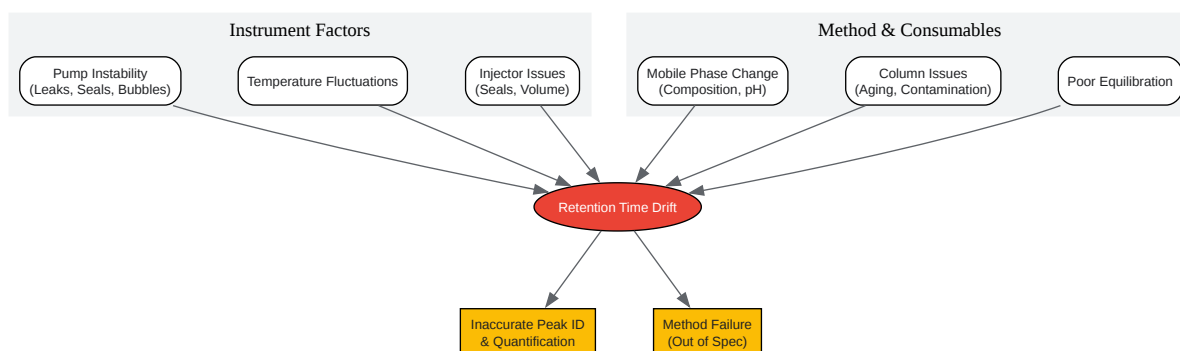 Instrument Factors
Method & Consumables
Pump Instability
(Leaks, Seals, Bubbles)
Temperature Fluctuations
Injector Issues
(Seals, Volume)
Mobile Phase Change
(Composition, pH)
Column Issues
(Aging, Contamination)
Poor Equilibration
Retention Time Drift
Inaccurate Peak ID
& Quantification
Method Failure
(Out of Spec)